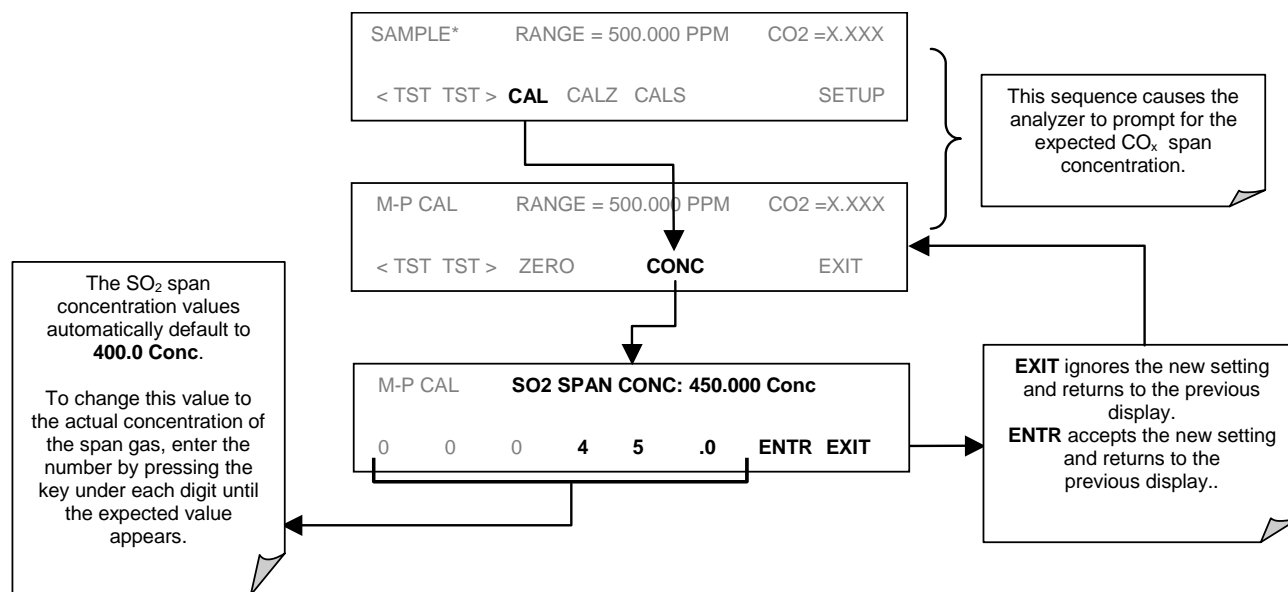 SAMPLE* RANGE = 500.000 PPM CO2 =X.XXX
< TST TST > CAL CALZ CALS SETUP
This sequence causes the
analyzer to prompt for the
expected COx span
concentration.
M-P CAL RANGE = 500.000 PPM CO2 =X.XXX
< TST TST > ZERO CONC EXIT
The SO2 span
concentration values
automatically default to
400.0 Conc.
To change this value to
the actual concentration of
the span gas, enter the
number by pressing the
key under each digit until
the expected value
appears.
M-P CAL SO2 SPAN CONC: 450.000 Conc
0 0 0 4 5 .0 ENTR EXIT
EXIT ignores the new setting
and returns to the previous
display.
ENTR accepts the new setting
and returns to the
previous display..